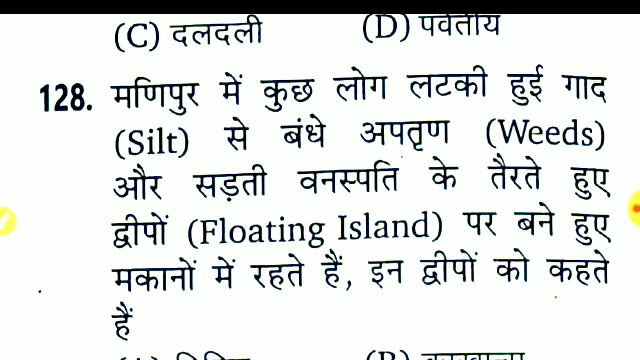 (C) दलदली (D) पर्वतीय
128. मणिपुर में कुछ लोग लटकी हुई गाद
(Silt) से बंधे अपतृण (Weeds)
और सड़ती वनस्पति के तैरते हुए
द्वीपों (Floating Island) पर बने हुए
मकानों में रहते हैं, इन द्वीपों को कहते
हैं